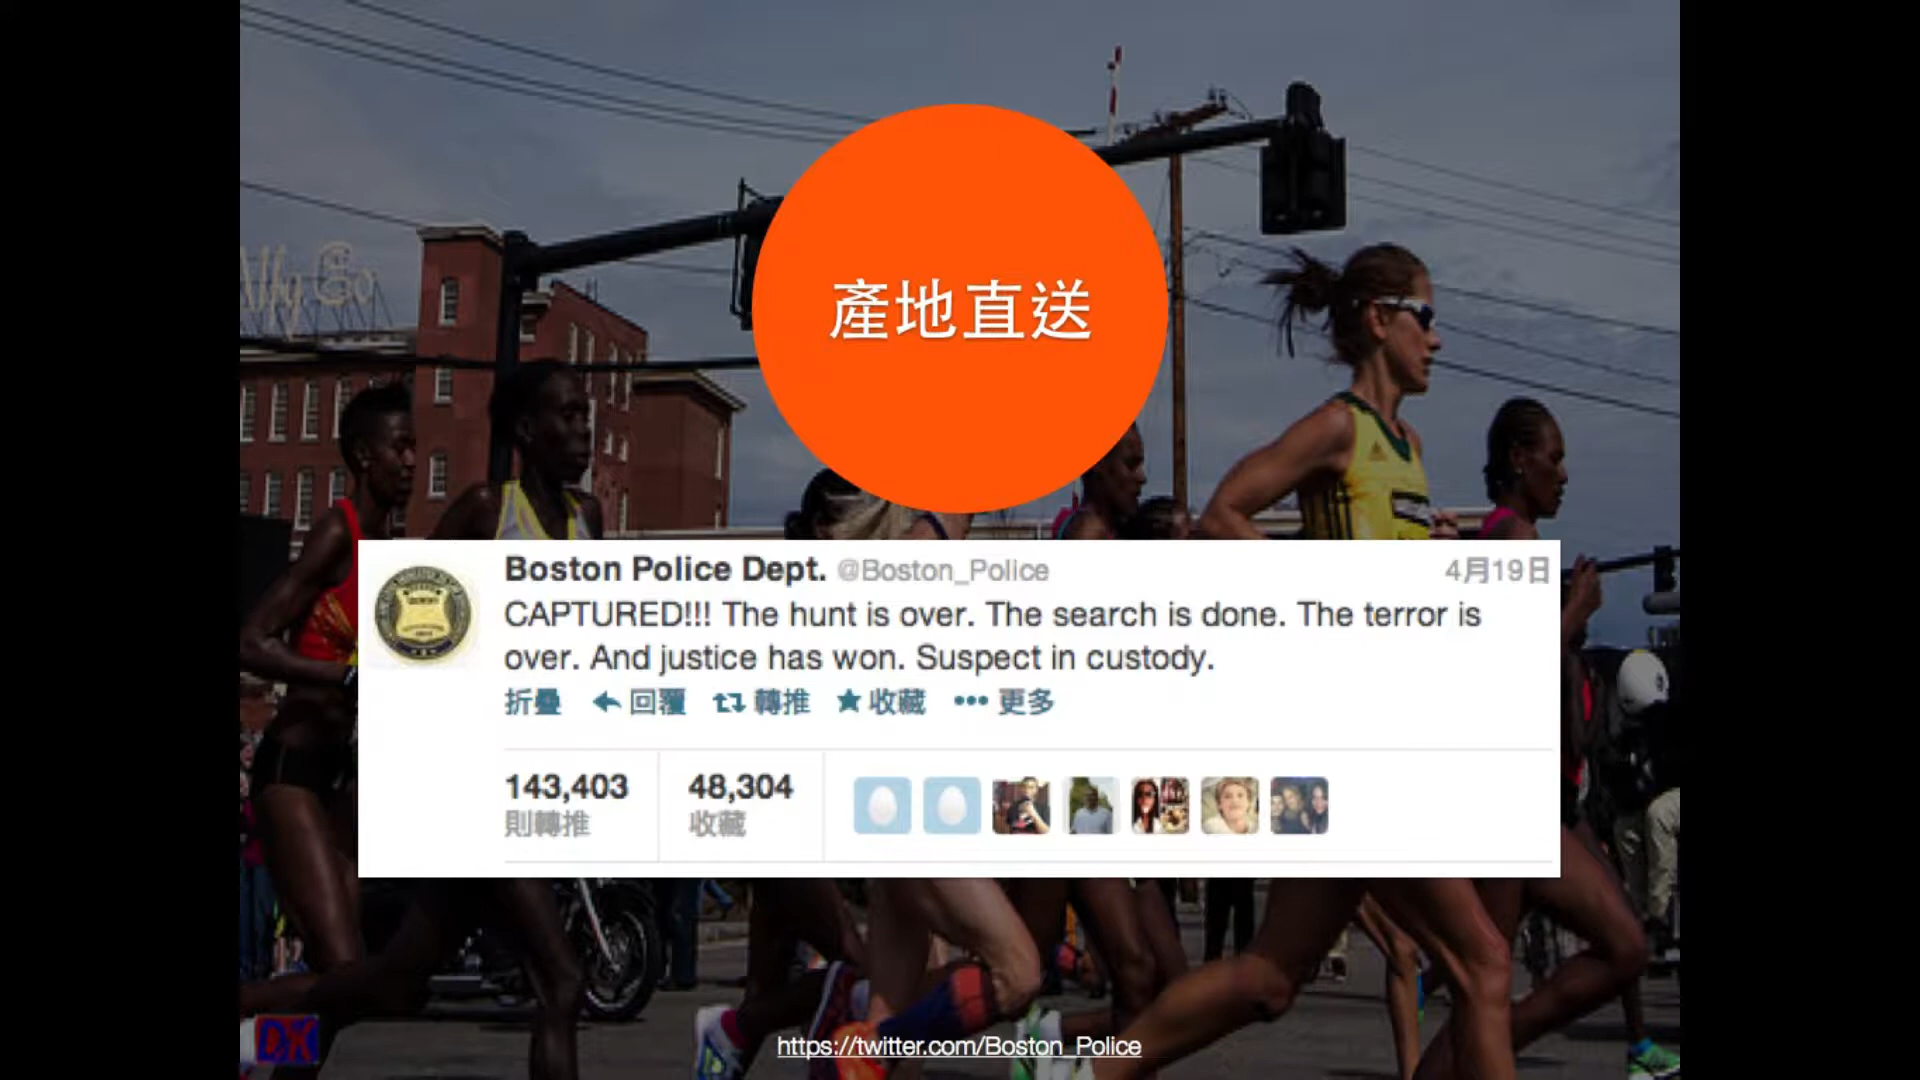 產地直送
Boston Police Dept. @Boston_Police 4月19日
CAPTURED!!! The hunt is over. The search is done. The terror is
over. And justice has won. Suspect in custody.
折疊 回覆 轉推 收藏 ••• 更多
143,403 48,304
則轉推 收藏
DK
https://twitter.com/Boston_Police